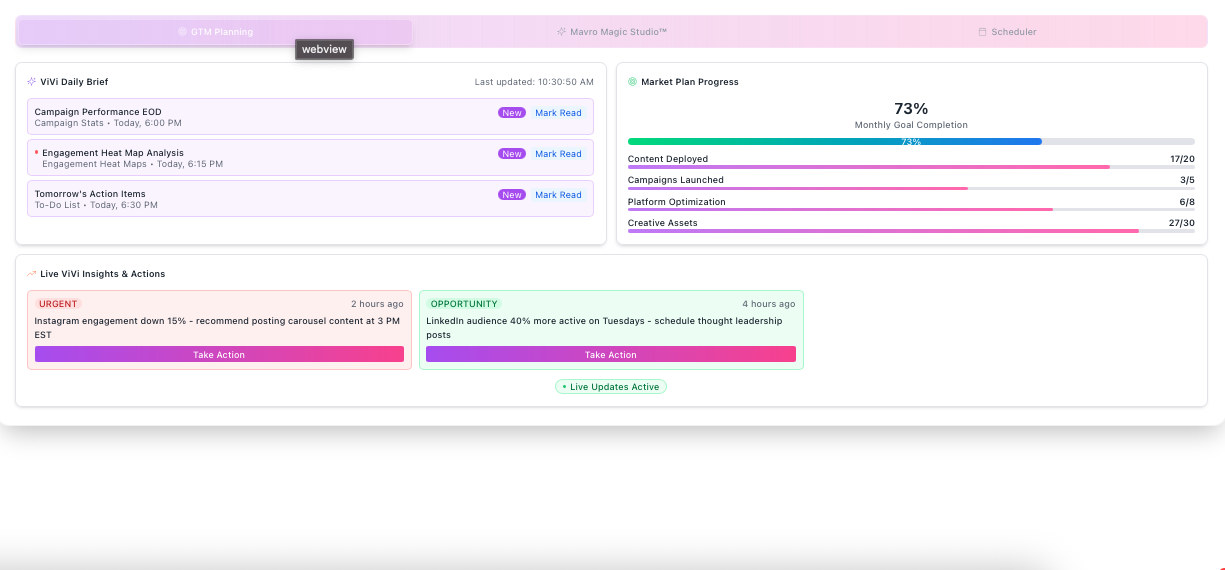 GTM Planning
Mavro Magic Studio™
Scheduler
webview
ViVi Daily Brief
Last updated: 10:30:50 AM
Campaign Performance EOD
New
Mark Read
Campaign Stats • Today, 6:00 PM
Engagement Heat Map Analysis
New
Mark Read
Engagement Heat Maps • Today, 6:15 PM
Tomorrow's Action Items
New
Mark Read
To-Do List • Today, 6:30 PM
Market Plan Progress
73%
Monthly Goal Completion
73%
Content Deployed
17/20
Campaigns Launched
3/5
Platform Optimization
6/8
Creative Assets
27/30
Live ViVi Insights & Actions
URGENT
2 hours ago
Instagram engagement down 15% - recommend posting carousel content at 3 PM
EST
Take Action
OPPORTUNITY
4 hours ago
LinkedIn audience 40% more active on Tuesdays - schedule thought leadership
posts
Take Action
• Live Updates Active